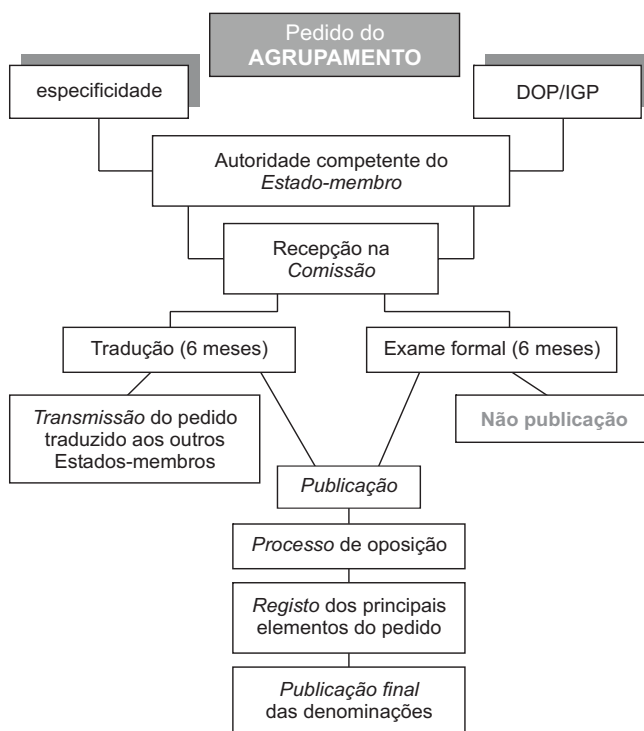 Pedido do
AGRUPAMENTO
especificidade
DOP/IGP
Autoridade competente do
Estado-membro
Recepção na
Comissão
Tradução (6 meses)
Exame formal (6 meses)
Transmissão do pedido
traduzido aos outros
Estados-membros
Não publicação
Publicação
Processo de oposição
Registo dos principais
elementos do pedido
Publicação final
das denominações